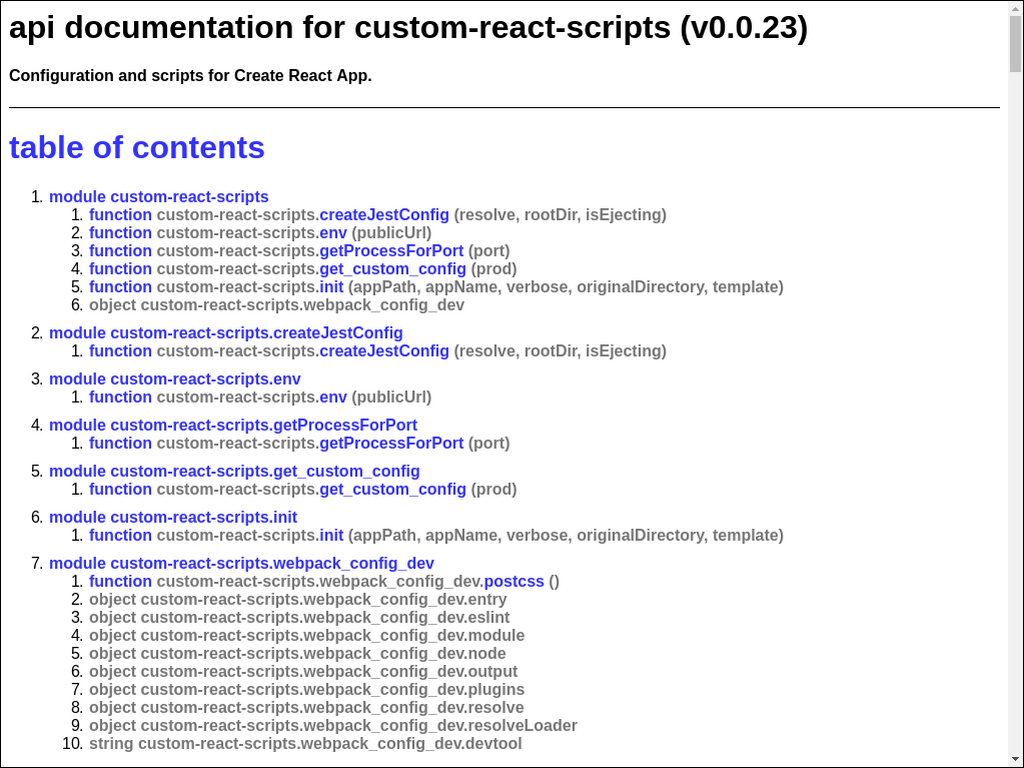 api documentation for custom-react-scripts (v0.0.23)
Configuration and scripts for Create React App.
table of contents
1. module custom-react-scripts
1. function custom-react-scripts.createJestConfig (resolve, rootDir, isEjecting)
2. function custom-react-scripts.env (publicUrl)
3. function custom-react-scripts.getProcessForPort (port)
4. function custom-react-scripts.get_custom_config (prod)
5. function custom-react-scripts.init (appPath, appName, verbose, originalDirectory, template)
6. object custom-react-scripts.webpack_config_dev
2. module custom-react-scripts.createJestConfig
1. function custom-react-scripts.createJestConfig (resolve, rootDir, isEjecting)
3. module custom-react-scripts.env
1. function custom-react-scripts.env (publicUrl)
4. module custom-react-scripts.getProcessForPort
1. function custom-react-scripts.getProcessForPort (port)
5. module custom-react-scripts.get_custom_config
1. function custom-react-scripts.get_custom_config (prod)
6. module custom-react-scripts.init
1. function custom-react-scripts.init (appPath, appName, verbose, originalDirectory, template)
7. module custom-react-scripts.webpack_config_dev
1. function custom-react-scripts.webpack_config_dev.postcss ()
2. object custom-react-scripts.webpack_config_dev.entry
3. object custom-react-scripts.webpack_config_dev.eslint
4. object custom-react-scripts.webpack_config_dev.module
5. object custom-react-scripts.webpack_config_dev.node
6. object custom-react-scripts.webpack_config_dev.output
7. object custom-react-scripts.webpack_config_dev.plugins
8. object custom-react-scripts.webpack_config_dev.resolve
9. object custom-react-scripts.webpack_config_dev.resolveLoader
10. string custom-react-scripts.webpack_config_dev.devtool